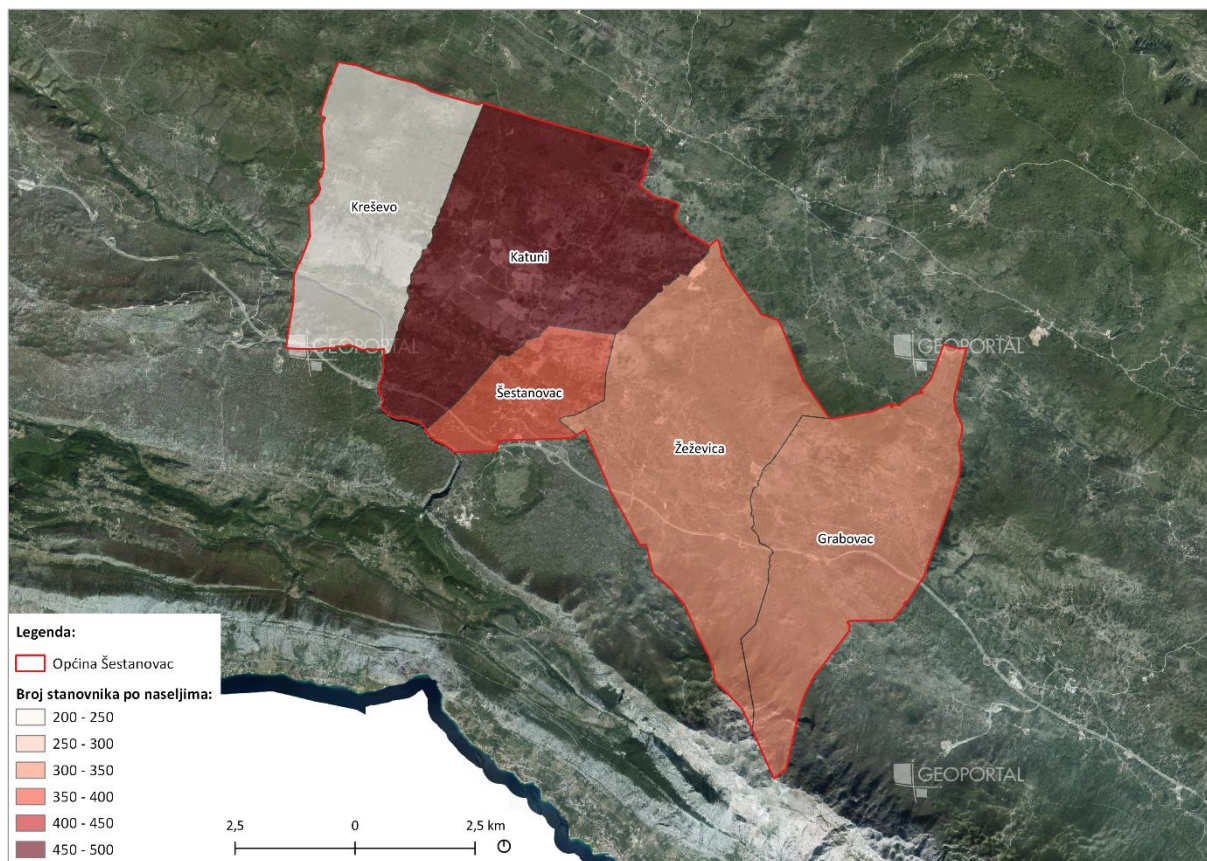 Kreševo
Katuni
GEOPORTAL
GEOPORTAL
Šestanovac
Žeževica
Grabovac
GEOPORTAL
Legenda:
Općina Šestanovac
Broj stanovnika po naseljima:
200 - 250
250 - 300
300 - 350
350 - 400
400 - 450
450 - 500
2,5 0 2,5 km